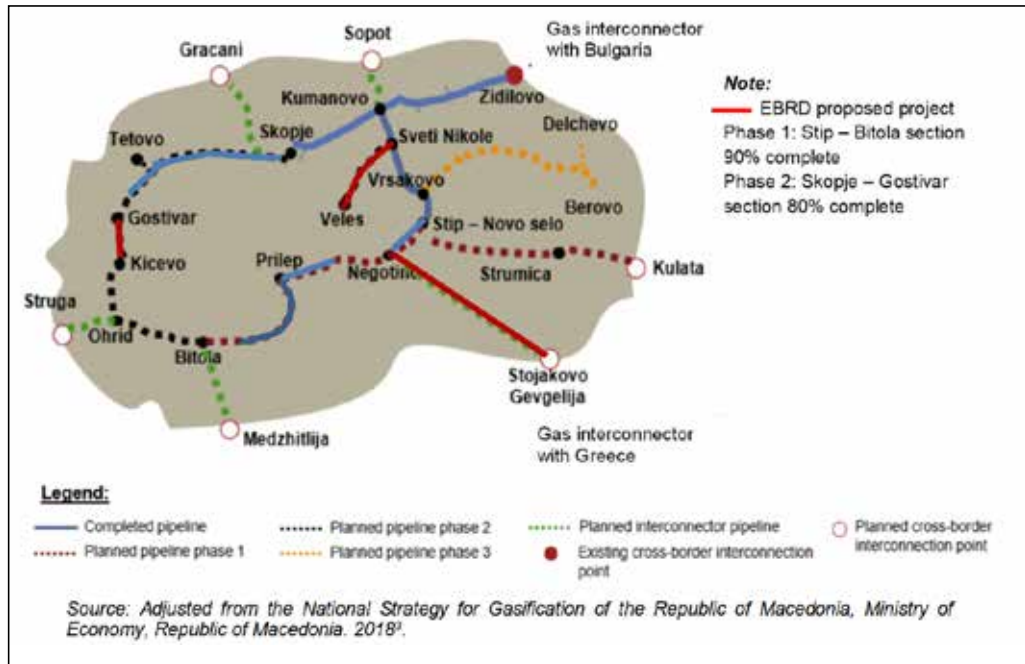 Gas interconnector
with Bulgaria
Sopot
Gracani
Zidilovo
Kumanovo
Delchevo
Skopje
Sveti Nikole
Tetovo
Vrsakovo
Berovo
Veles
Gostivar
Stip – Novo selo
Kicevo
Prilep
Negotino
Strumica
Kulata
Struga
Ohrid
Bitola
Stojakovo
Gevgelija
Medzhitlija
Gas interconnector
with Greece
Note:
EBRD proposed project
Phase 1: Stip – Bitola section
90% complete
Phase 2: Skopje – Gostivar
section 80% complete
Legend:
Completed pipeline
Planned pipeline phase 1
Planned pipeline phase 2
Planned pipeline phase 3
Planned interconnector pipeline
Existing cross-border interconnection
point
Planned cross-border
interconnection point
Source: Adjusted from the National Strategy for Gasification of the Republic of Macedonia, Ministry of
Economy, Republic of Macedonia. 2018³.